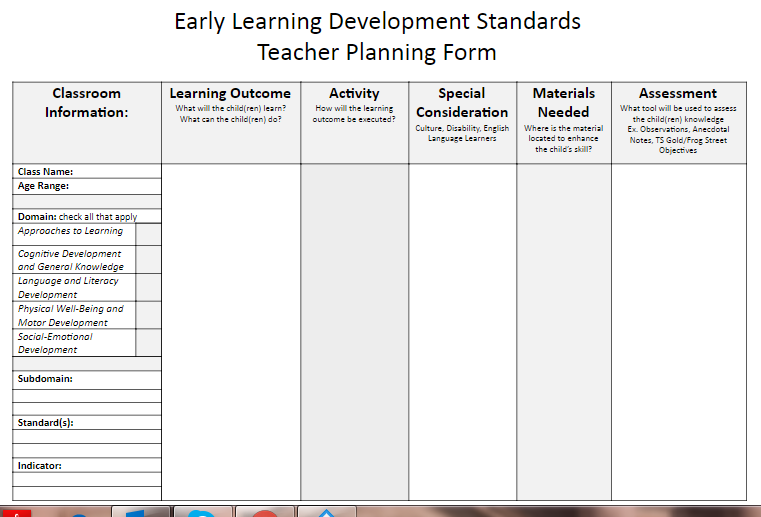 Early Learning Development Standards
Teacher Planning Form
Classroom
Information:
Learning Outcome
What will the child(ren) learn?
What can the child(ren) do?
Activity
How will the learning
outcome be executed?
Special
Consideration
Culture, Disability, English
Language Learners
Materials
Needed
Where is the material
located to enhance
the child's skill?
Assessment
What tool will be used to assess
the child(ren) knowledge
Ex. Observations, Anecdotal
Notes, TS Gold/Frog Street
Objectives
Class Name:
Age Range:
Domain: check all that apply
Approaches to Learning
Cognitive Development
and General Knowledge
Language and Literacy
Development
Physical Well-Being and
Motor Development
Social-Emotional
Development
Subdomain:
Standard(s):
Indicator: